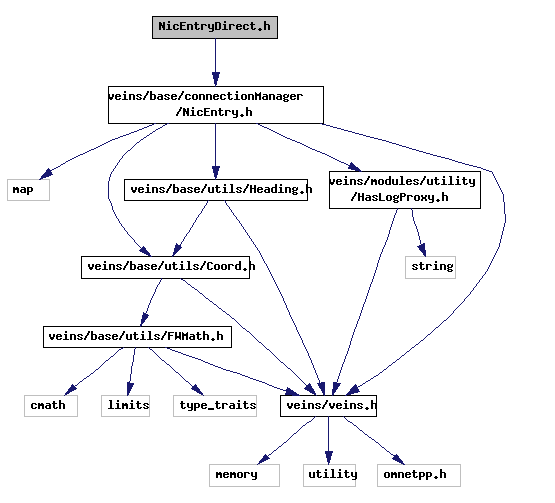 NicEntryDirect.h
veins/base/connectionManager
/NicEntry.h
map
veins/base/utils/Heading.h
veins/modules/utility
/HasLogProxy.h
veins/base/utils/Coord.h
string
veins/base/utils/FWMath.h
cmath
limits
type_traits
veins/veins.h
memory
utility
omnetpp.h